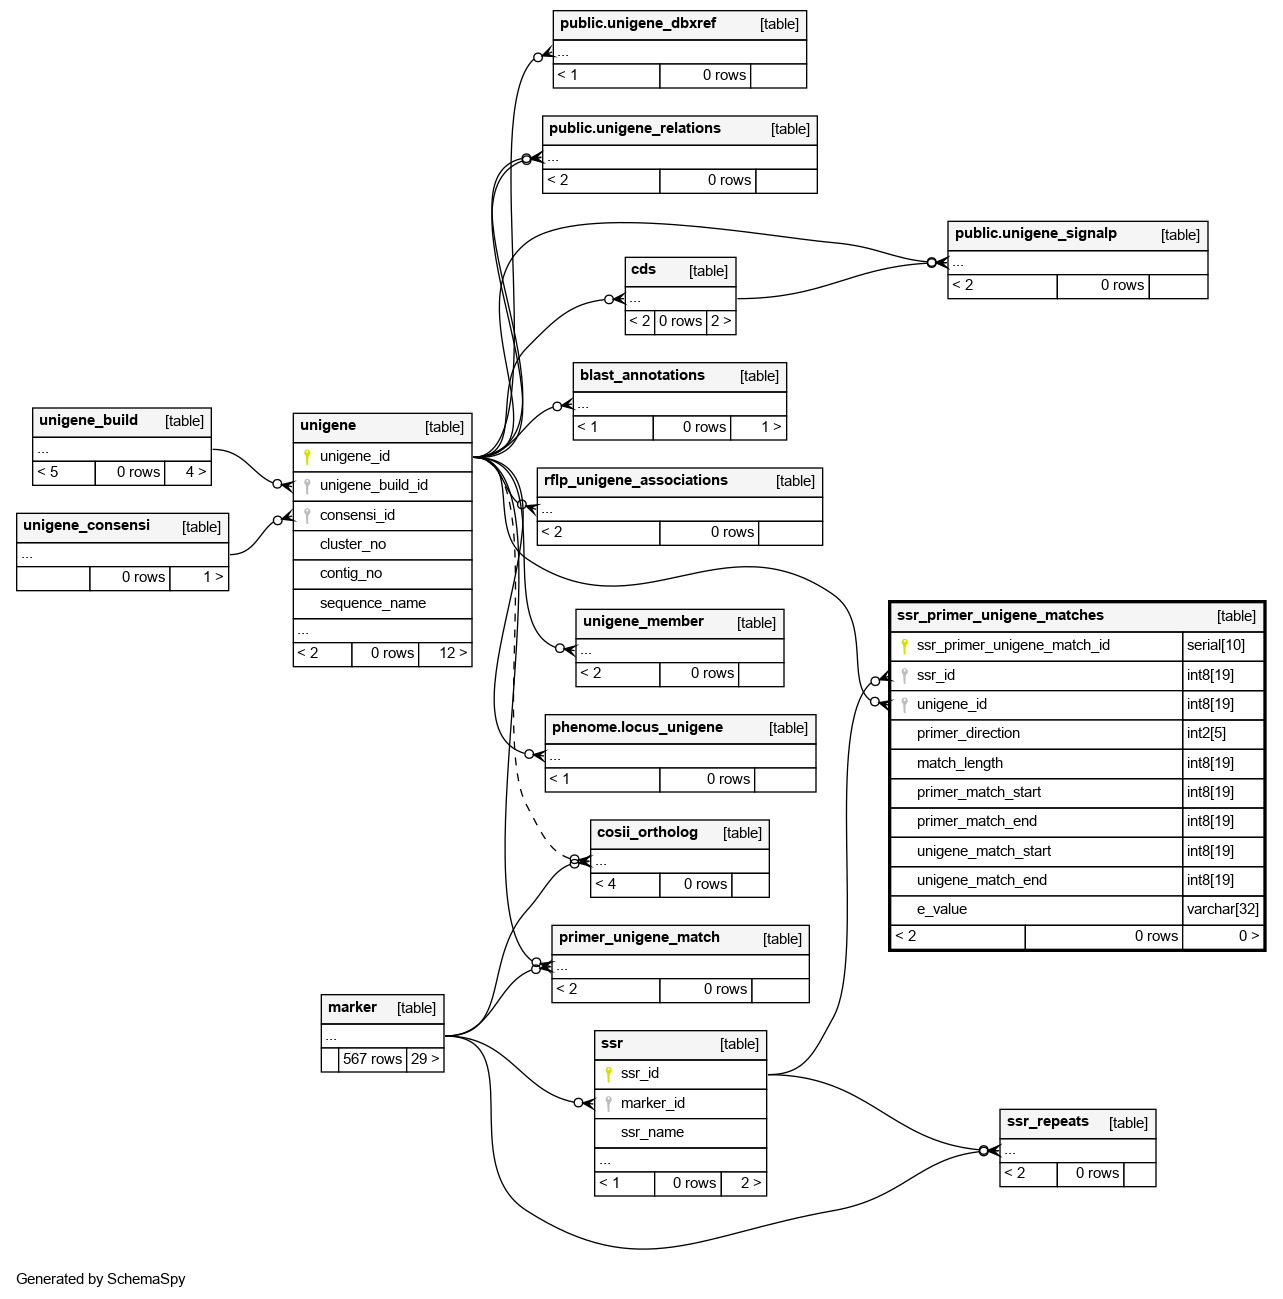 public.unigene_dbxref [table]
...
< 1 0 rows
public.unigene_relations [table]
...
< 2 0 rows
public.unigene_signalp [table]
...
< 2 0 rows
cds [table]
...
< 2 0 rows 2 >
blast_annotations [table]
...
< 1 0 rows 1 >
unigene_build [table]
...
< 5 0 rows 4 >
unigene_consensi [table]
...
0 rows 1 >
unigene [table]
unigene_id
unigene_build_id
consensi_id
cluster_no
contig_no
sequence_name
...
< 2 0 rows 12 >
rflp_unigene_associations [table]
...
< 2 0 rows
unigene_member [table]
...
< 2 0 rows
phenome.locus_unigene [table]
...
< 1 0 rows
cosii_ortholog [table]
...
< 4 0 rows
primer_unigene_match [table]
...
< 2 0 rows
ssr_primer_unigene_matches [table]
ssr_primer_unigene_match_id serial[10]
ssr_id int8[19]
unigene_id int8[19]
primer_direction int2[5]
match_length int8[19]
primer_match_start int8[19]
primer_match_end int8[19]
unigene_match_start int8[19]
unigene_match_end int8[19]
e_value varchar[32]
< 2 0 rows 0 >
marker [table]
...
567 rows 29 >
ssr [table]
ssr_id
marker_id
ssr_name
...
< 1 0 rows 2 >
ssr_repeats [table]
...
< 2 0 rows
Generated by SchemaSpy